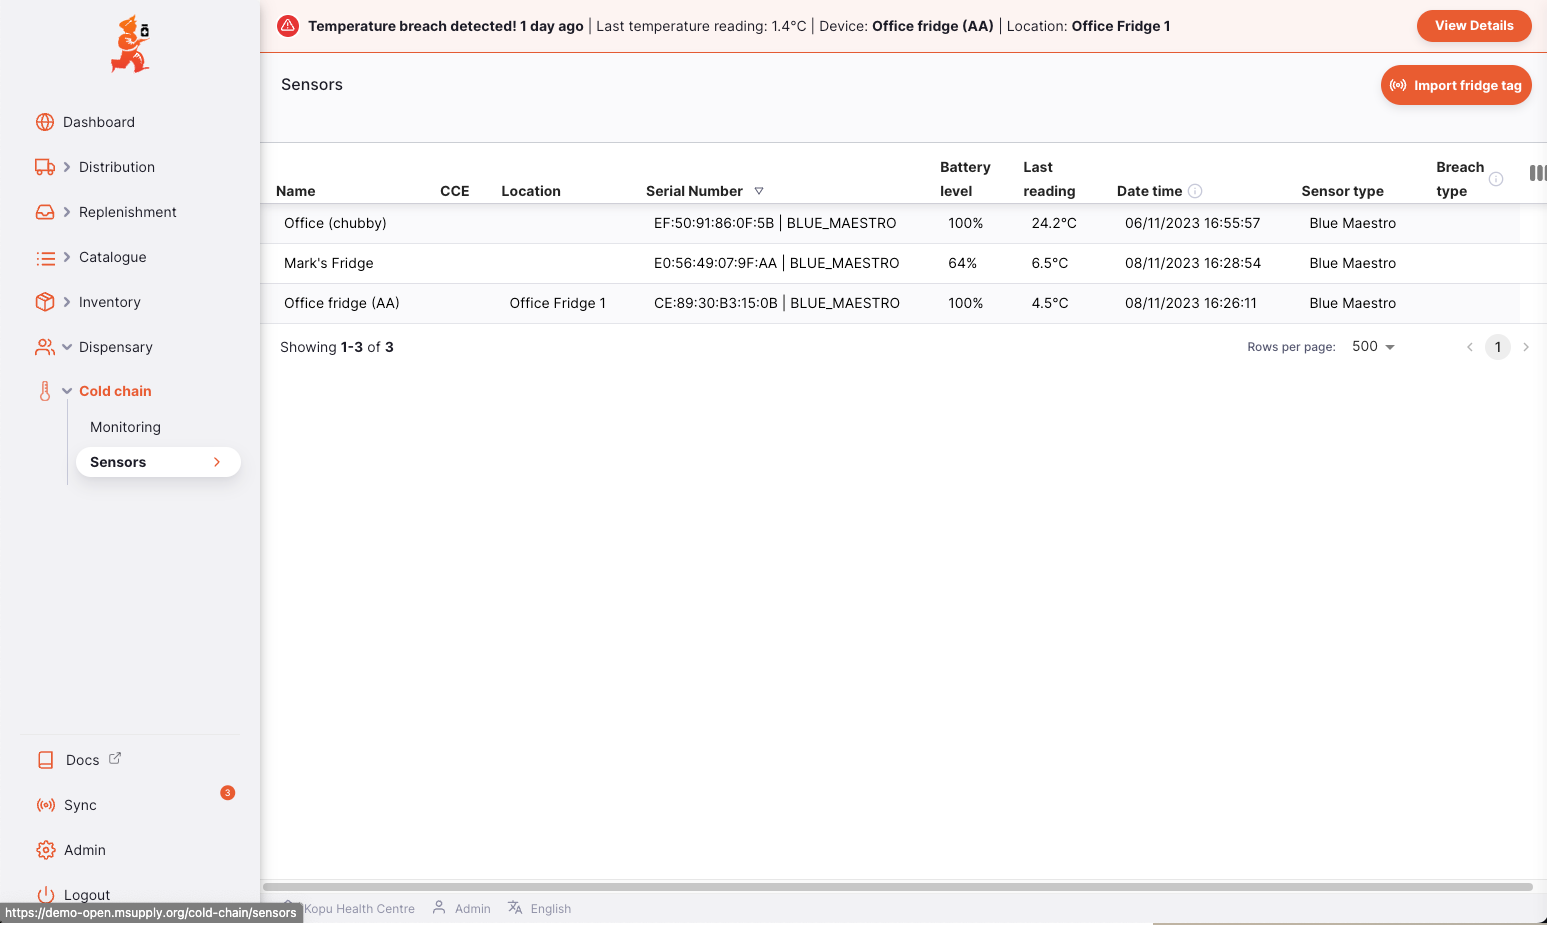 Temperature breach detected! 1 day ago | Last temperature reading: 1.4°C | Device: Office fridge (AA) | Location: Office Fridge 1
View Details
Sensors
Import fridge tag
Dashboard
Distribution
Replenishment
Catalogue
Inventory
Dispensary
Cold chain
Monitoring
Sensors
Name CCE Location Serial Number Battery level Last reading Date time Sensor type Breach type
Office (chubby) EF:50:91:86:0F:5B | BLUE_MAESTRO 100% 24.2°C 06/11/2023 16:55:57 Blue Maestro
Mark's Fridge E0:56:49:07:9F:AA | BLUE_MAESTRO 64% 6.5°C 08/11/2023 16:28:54 Blue Maestro
Office fridge (AA) Office Fridge 1 CE:89:30:B3:15:0B | BLUE_MAESTRO 100% 4.5°C 08/11/2023 16:26:11 Blue Maestro
Showing 1-3 of 3
Rows per page: 500 1
Docs
Sync 3
Admin
Logout
https://demo-open.msupply.org/cold-chain/sensors
Kopu Health Centre Admin English